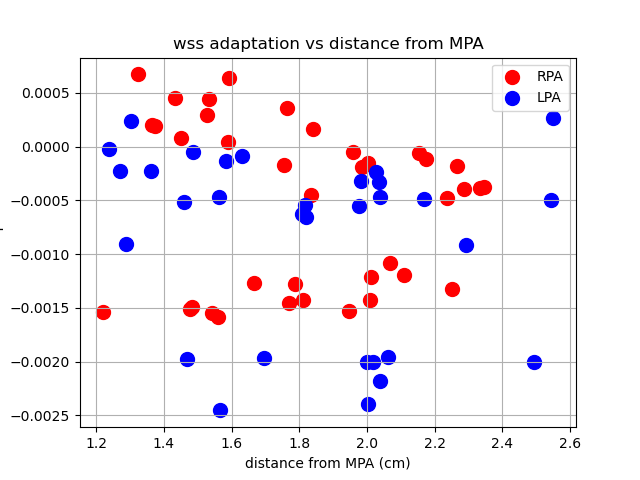 wss adaptation vs distance from MPA
RPA
LPA
0.0005
0.0000
−0.0005
−0.0010
−0.0015
−0.0020
−0.0025
1.2 1.4 1.6 1.8 2.0 2.2 2.4 2.6
distance from MPA (cm)